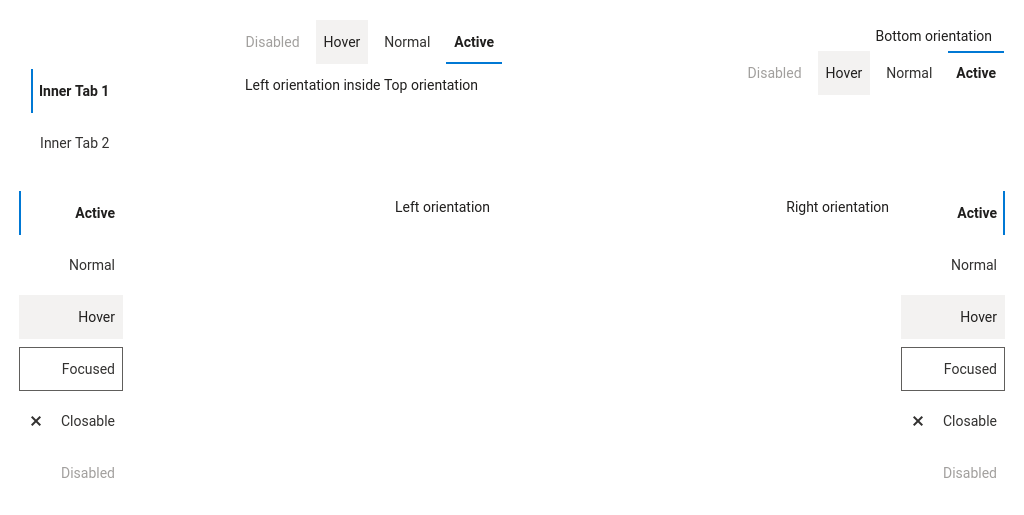 Disabled Hover Normal Active
Left orientation inside Top orientation
Inner Tab 1
Inner Tab 2
Bottom orientation
Disabled Hover Normal Active
Active
Normal
Hover
Focused
Closable
Disabled
Left orientation
Right orientation
Active
Normal
Hover
Focused
Closable
Disabled